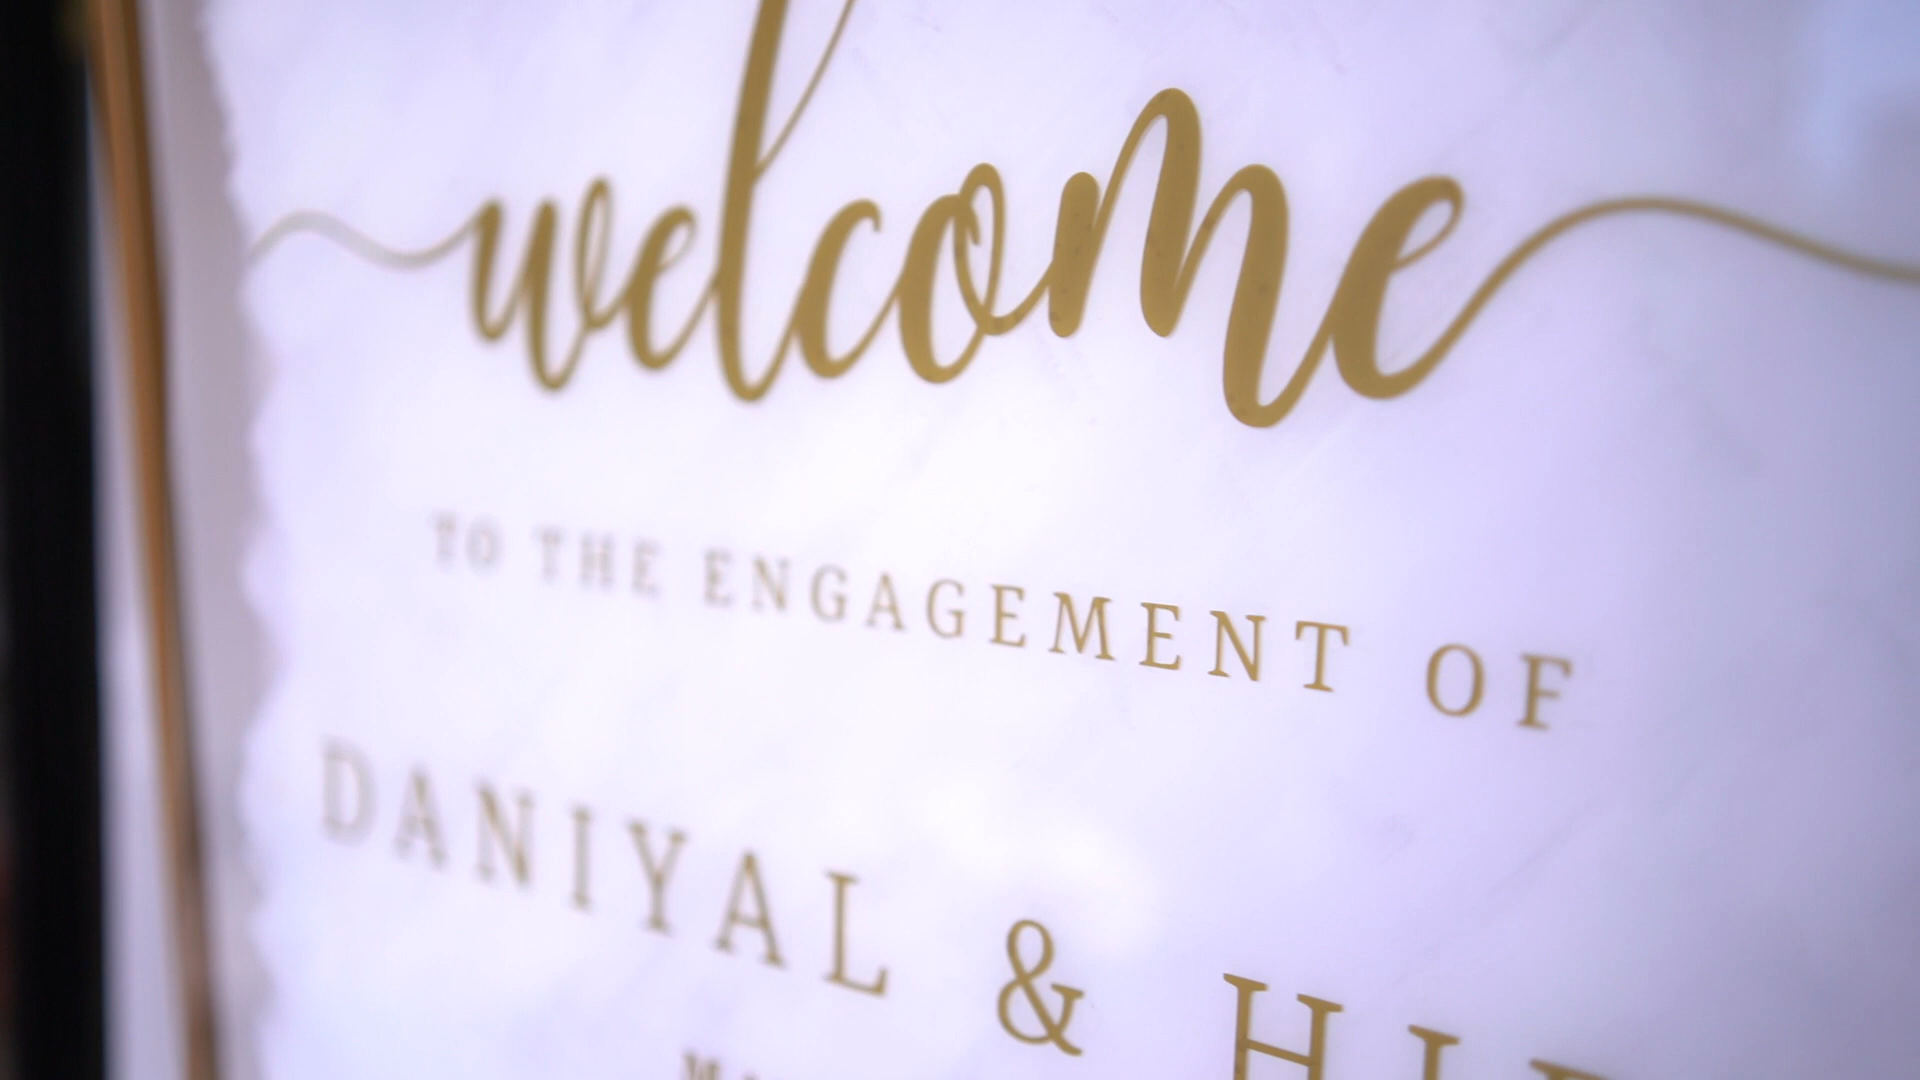 welcome
TO THE ENGAGEMENT OF
DANIYAL &